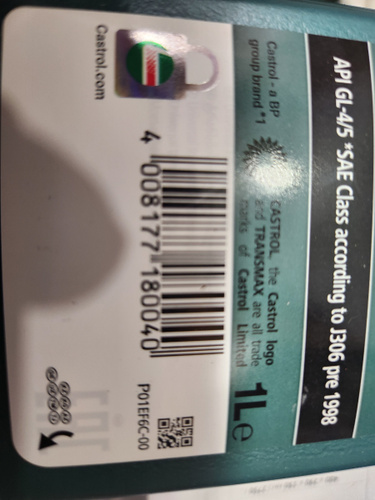 API GL-4/5 *SAE Class according to J306 pre 1998
Castrol - a BP
group brand *1
CASTROL, the Castrol logo
and TRANSMAX are all trade
marks of Castrol Limited
1L e
4 008177 180040
P01EF6C-00
Castrol.com